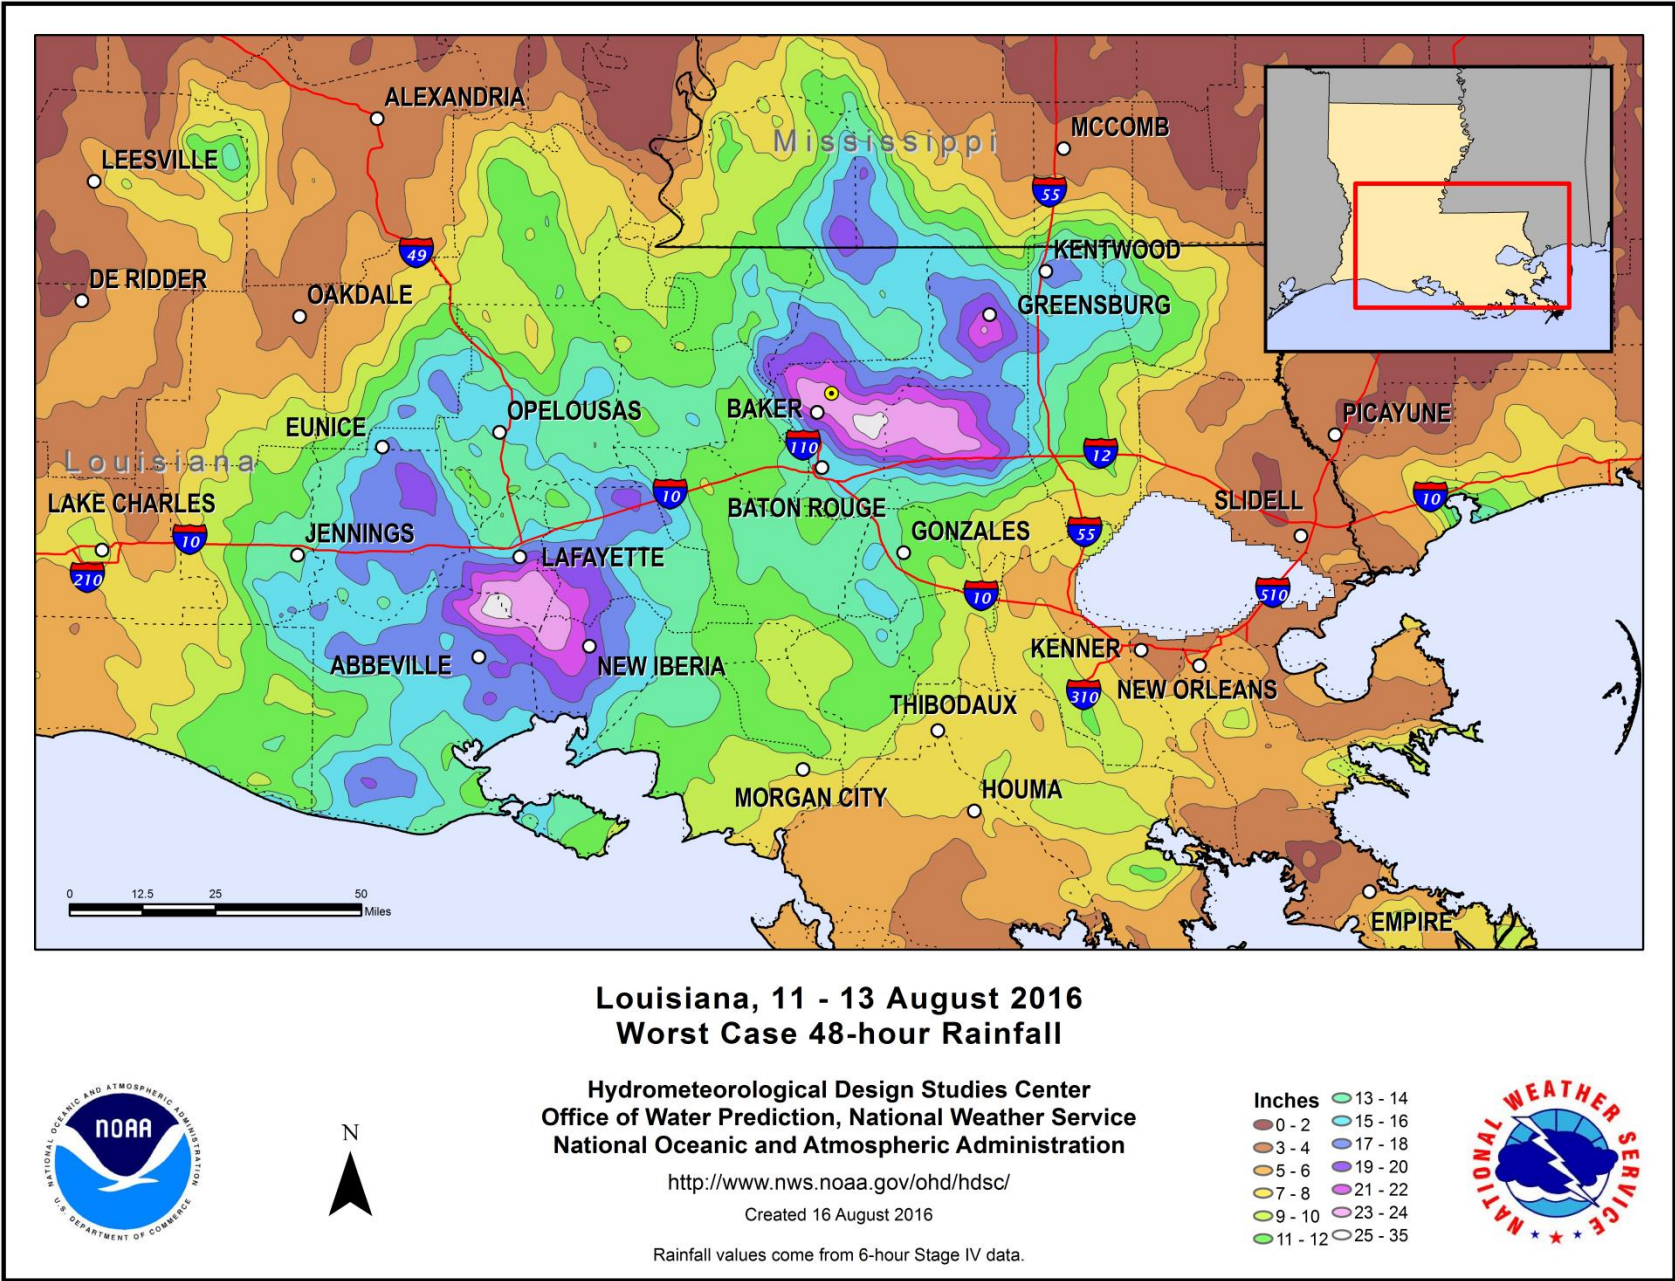 ALEXANDRIA
MCCOMB
Mississippi
LEESVILLE
55
KENTWOOD
49
DE RIDDER
OAKDALE
GREENSBURG
OPELOUSAS
BAKER
PICAYUNE
EUNICE
110
12
Louisiana
LAKE CHARLES
10
BATON ROUGE
SLIDELL
10
JENNINGS
10
GONZALES
55
LAFAYETTE
210
10
510
ABBEVILLE
NEW IBERIA
KENNER
310
NEW ORLEANS
THIBODAUX
MORGAN CITY
HOUMA
0 12.5 25 50
Miles
EMPIRE
Louisiana, 11 - 13 August 2016
Worst Case 48-hour Rainfall
Hydrometeorological Design Studies Center
Office of Water Prediction, National Weather Service
National Oceanic and Atmospheric Administration
http://www.nws.noaa.gov/ohd/hdsc/
Created 16 August 2016
Rainfall values come from 6-hour Stage IV data.
NATIONAL OCEANIC AND ATMOSPHERIC ADMINISTRATION
NOAA
U.S. DEPARTMENT OF COMMERCE
N
Inches
0 - 2
3 - 4
5 - 6
7 - 8
9 - 10
11 - 12
13 - 14
15 - 16
17 - 18
19 - 20
21 - 22
23 - 24
25 - 35
NATIONAL WEATHER SERVICE